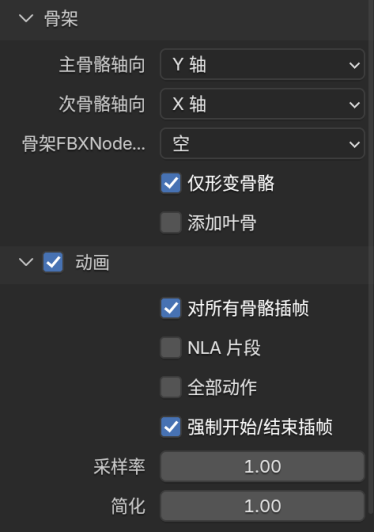 骨架
主骨骼轴向 Y 轴
次骨骼轴向 X 轴
骨架FBXNode... 空
仅形变骨骼
添加叶骨
动画
对所有骨骼插帧
NLA 片段
全部动作
强制开始/结束插帧
采样率 1.00
简化 1.00